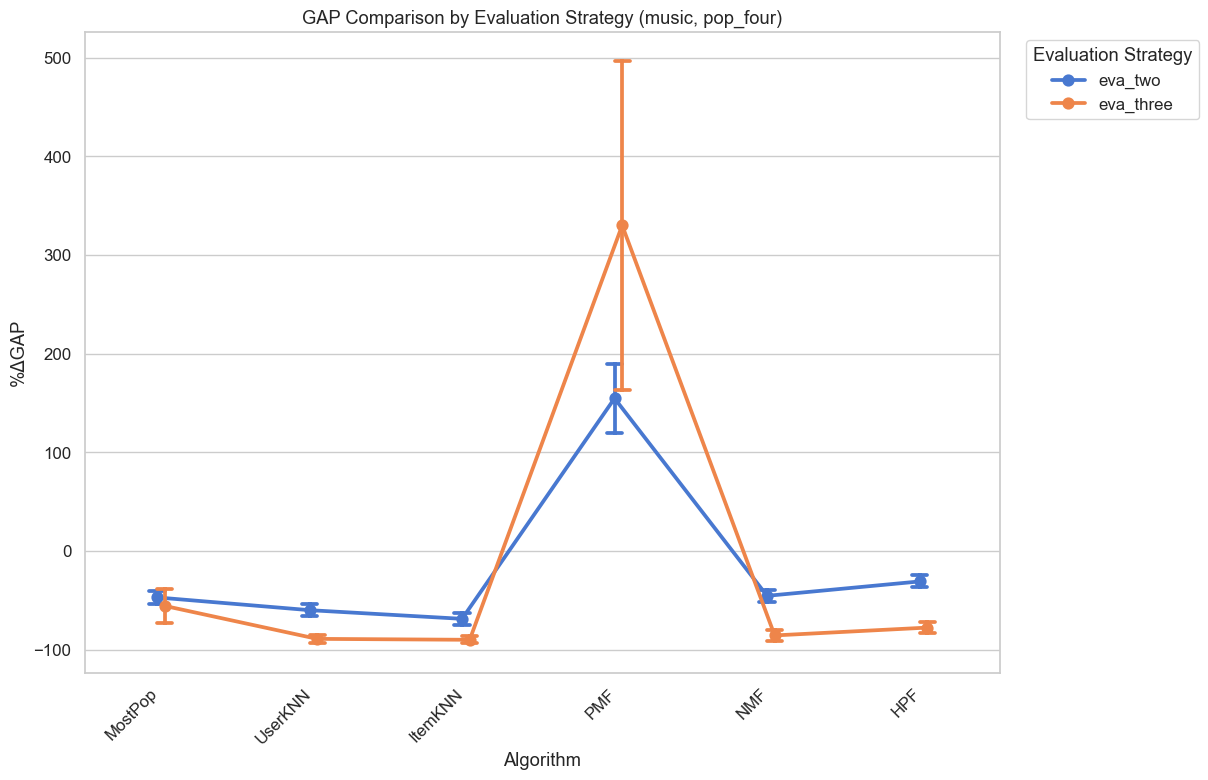 GAP Comparison by Evaluation Strategy (music, pop_four)
Evaluation Strategy
eva_two
eva_three
%ΔGAP
500
400
300
200
100
0
−100
MostPop
UserKNN
ItemKNN
PMF
NMF
HPF
Algorithm